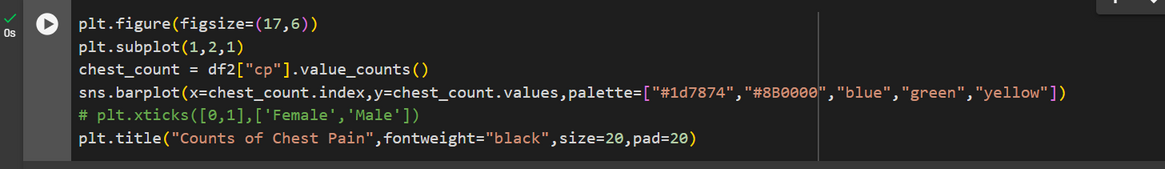 plt.figure(figsize=(17,6))
plt.subplot(1,2,1)
chest_count = df2["cp"].value_counts()
sns.barplot(x=chest_count.index,y=chest_count.values,palette=["#1d7874","#8B0000","blue","green","yellow"])
# plt.xticks([0,1],['Female','Male'])
plt.title("Counts of Chest Pain",fontweight="black",size=20,pad=20)
0s